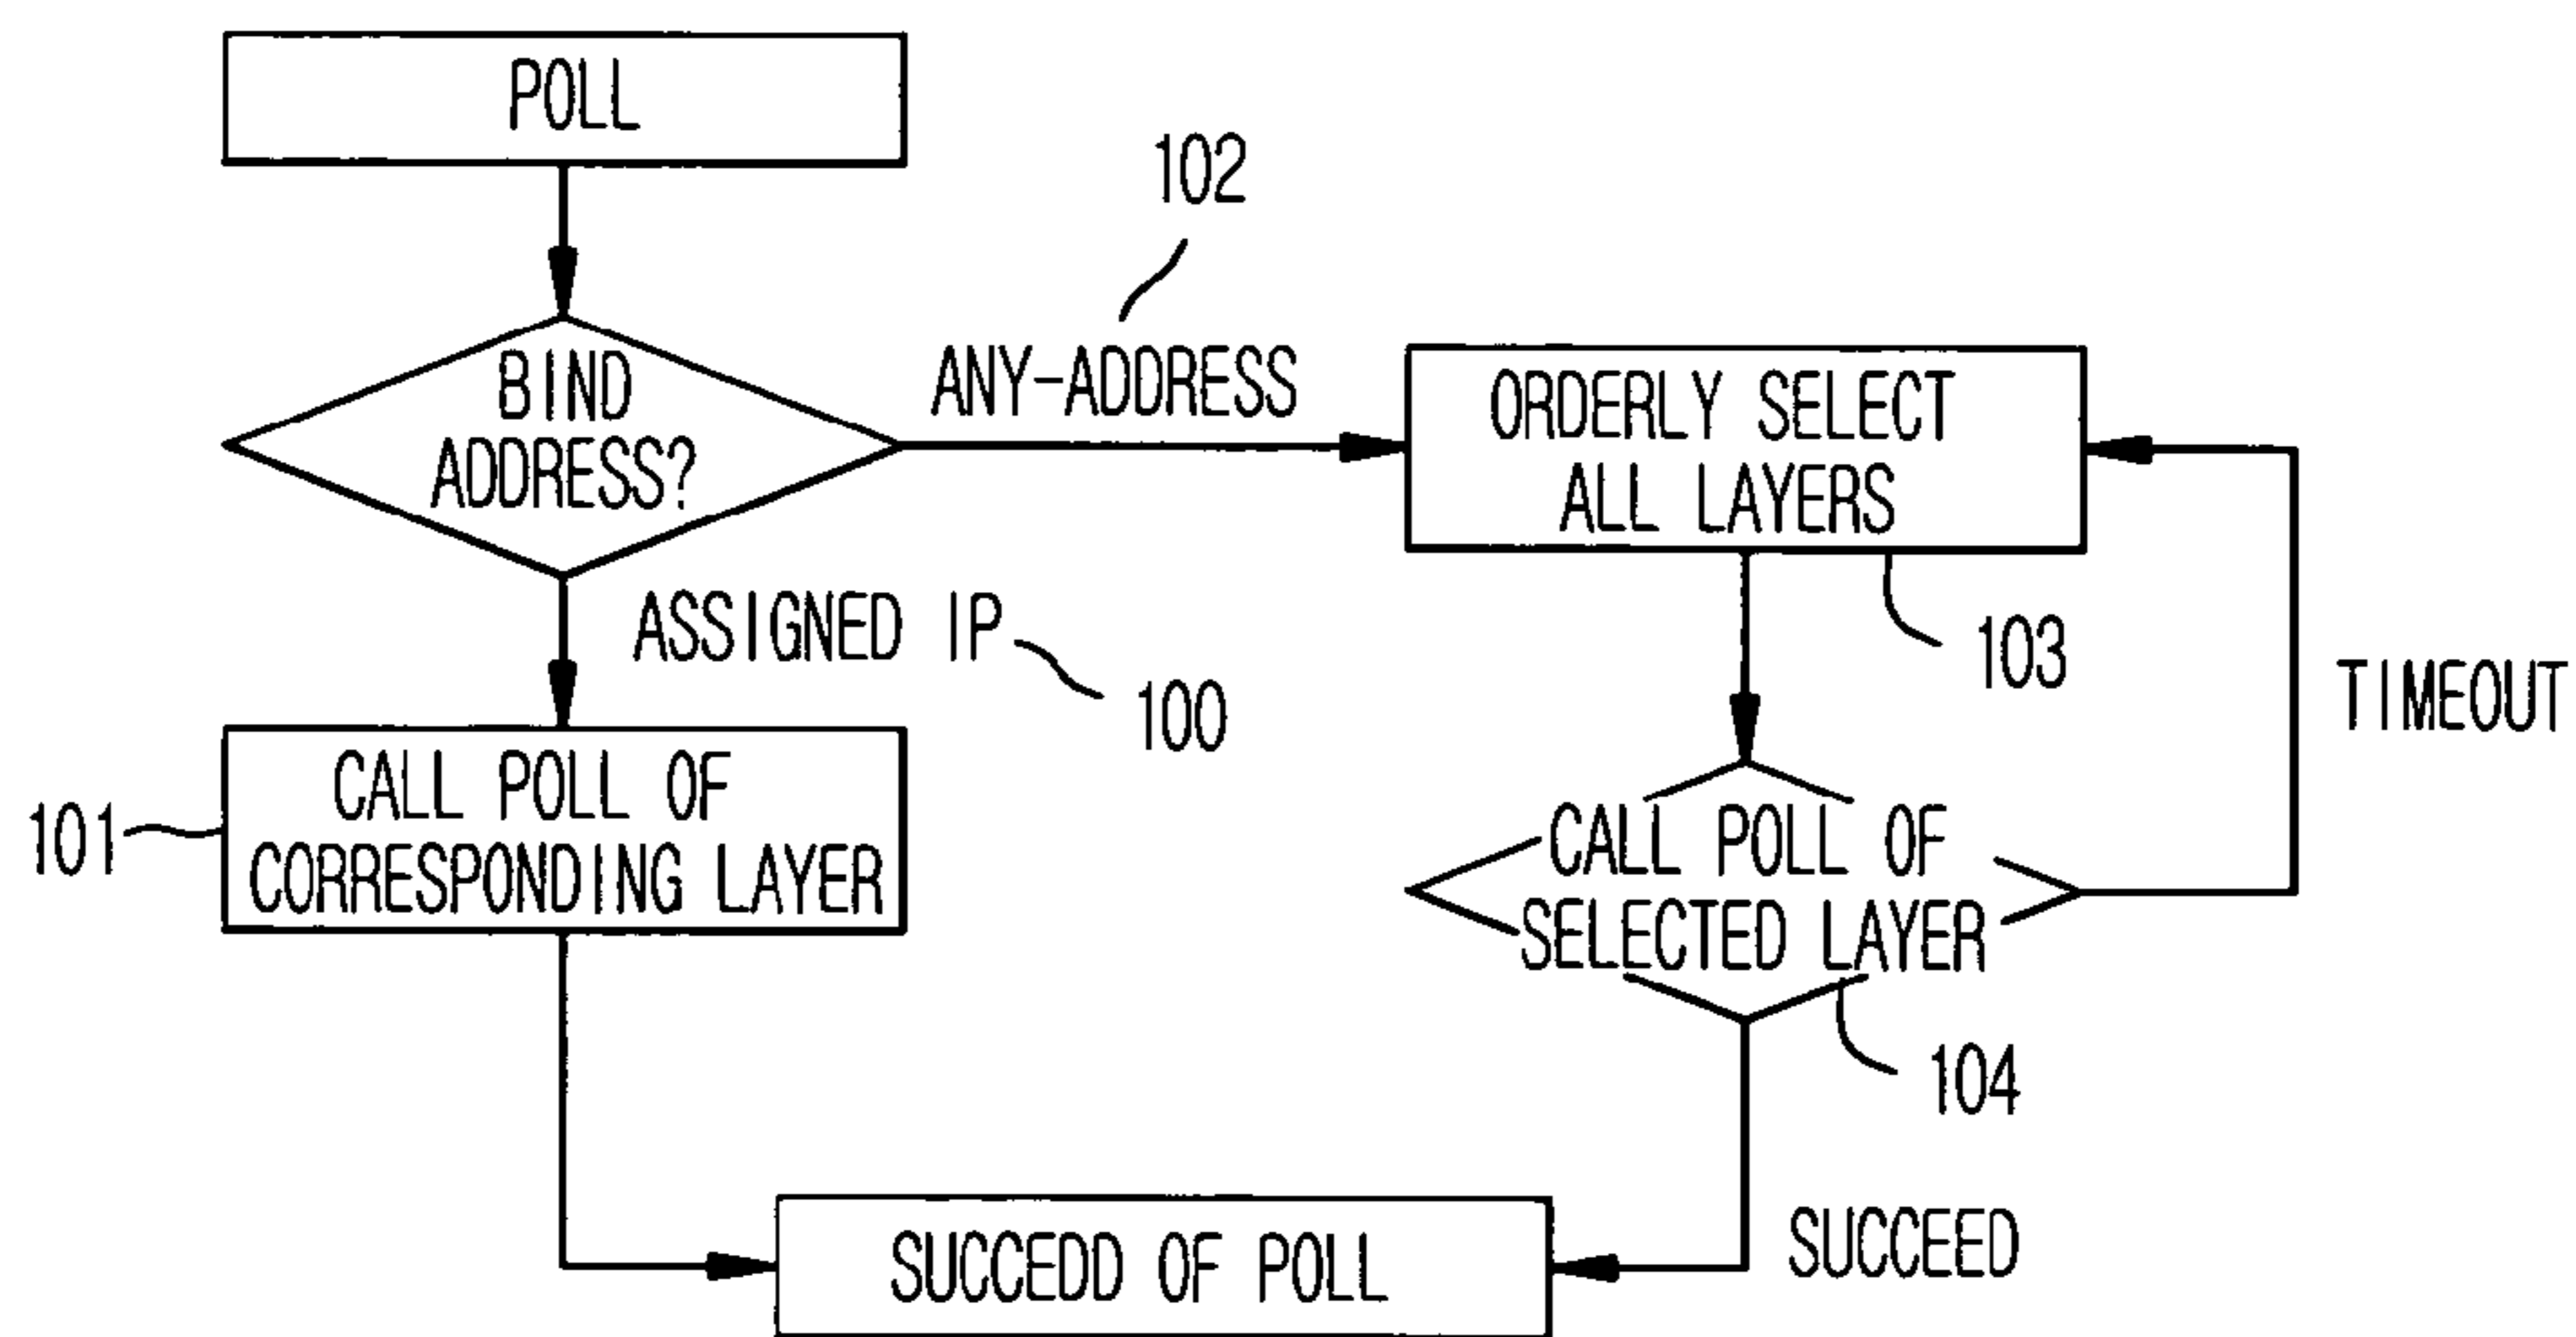 POLL
102
BIND
ADDRESS?
ANY-ADDRESS
ORDERLY SELECT
ALL LAYERS
ASSIGNED IP
100
103
TIMEOUT
101
CALL POLL OF
CORRESPONDING LAYER
CALL POLL OF
SELECTED LAYER
104
SUCCEDD OF POLL
SUCCEED